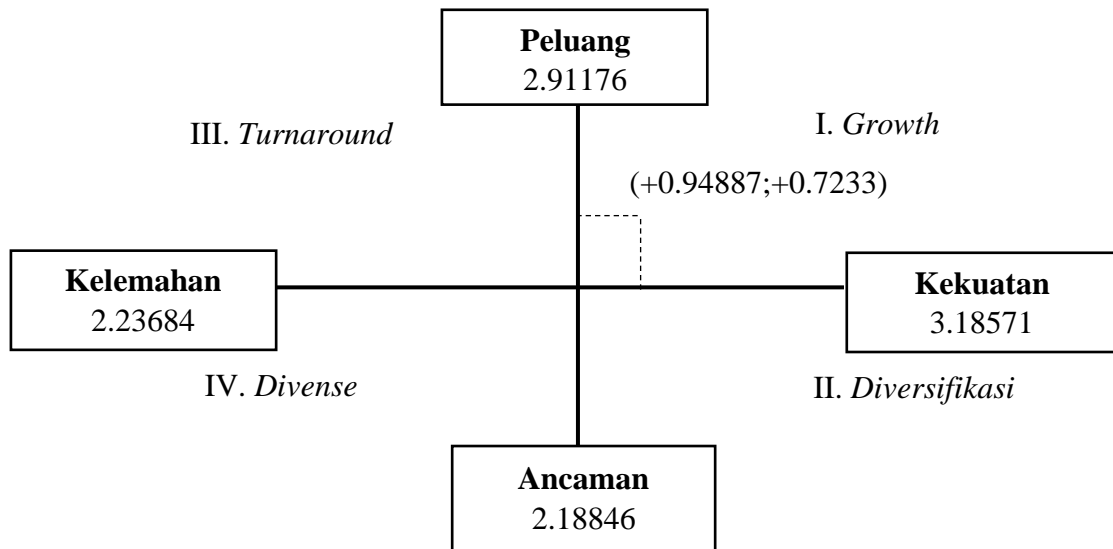 Peluang
2.91176
III. Turnaround
I. Growth
(+0.94887;+0.7233)
Kelemahan
2.23684
Kekuatan
3.18571
IV. Divense
II. Diversifikasi
Ancaman
2.18846